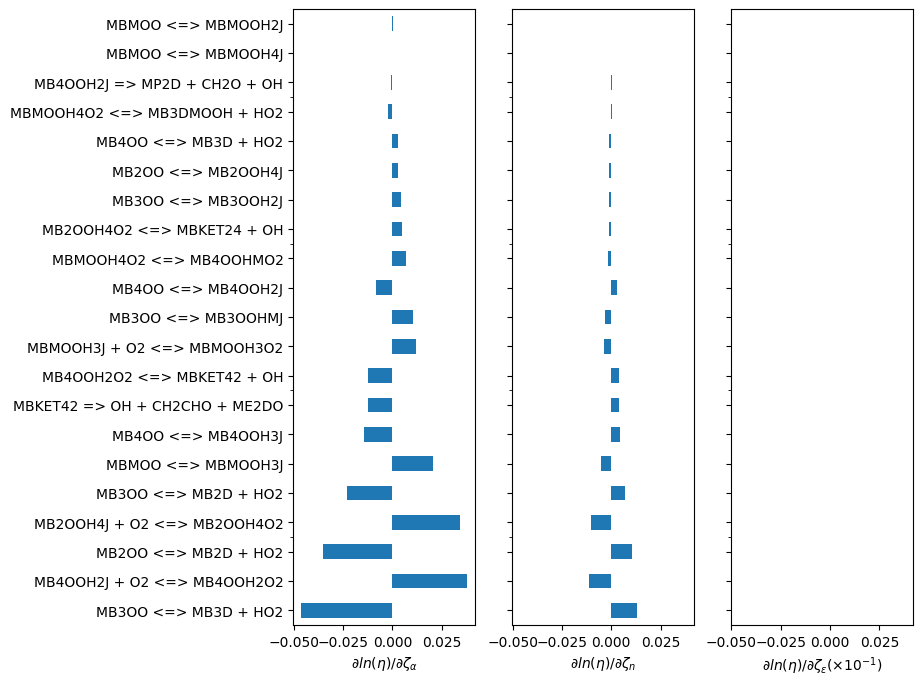 MBMOO <=> MBMOOH2J
MBMOO <=> MBMOOH4J
MB4OOH2J => MP2D + CH2O + OH
MBMOOH4O2 <=> MB3DMOOH + HO2
MB4OO <=> MB3D + HO2
MB2OO <=> MB2OOH4J
MB3OO <=> MB3OOH2J
MB2OOH4O2 <=> MBKET24 + OH
MBMOOH4O2 <=> MB4OOHMO2
MB4OO <=> MB4OOH2J
MB3OO <=> MB3OOHMJ
MBMOOH3J + O2 <=> MBMOOH3O2
MB4OOH2O2 <=> MBKET42 + OH
MBKET42 => OH + CH2CHO + ME2DO
MB4OO <=> MB4OOH3J
MBMOO <=> MBMOOH3J
MB3OO <=> MB2D + HO2
MB2OOH4J + O2 <=> MB2OOH4O2
MB2OO <=> MB2D + HO2
MB4OOH2J + O2 <=> MB4OOH2O2
MB3OO <=> MB3D + HO2
−0.050 −0.025 0.000 0.025
∂ln(η)/∂ζα
−0.050 −0.025 0.000 0.025
∂ln(η)/∂ζn
−0.050 −0.025 0.000 0.025
∂ln(η)/∂ζε(×10⁻¹)